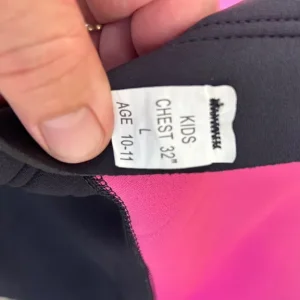 KIDS
CHEST 32"
L
AGE 10-11